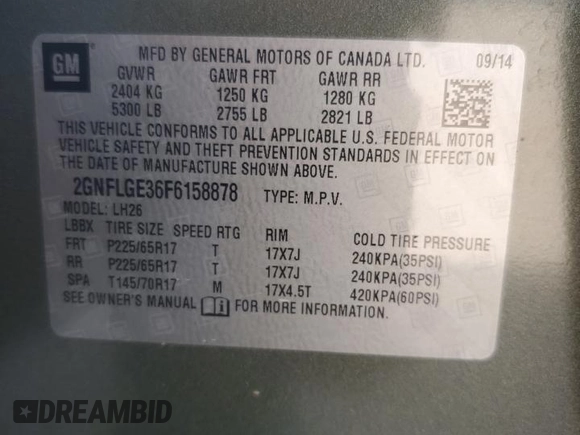 GM
MFD BY GENERAL MOTORS OF CANADA LTD. 09/14
GVWR GAWR FRT GAWR RR
2404 KG 1250 KG 1280 KG
5300 LB 2755 LB 2821 LB
THIS VEHICLE CONFORMS TO ALL APPLICABLE U.S. FEDERAL MOTOR
VEHICLE SAFETY AND THEFT PREVENTION STANDARDS IN EFFECT ON
THE DATE OF MANUFACTURE SHOWN ABOVE.
2GNFLGE36F6158878 TYPE: M.P.V.
MODEL: LH26
LBBX TIRE SIZE SPEED RTG RIM COLD TIRE PRESSURE
FRT P225/65R17 T 17X7J 240KPA(35PSI)
RR P225/65R17 T 17X7J 240KPA(35PSI)
SPA T145/70R17 M 17X4.5T 420KPA(60PSI)
SEE OWNER'S MANUAL FOR MORE INFORMATION.
DREAMBID